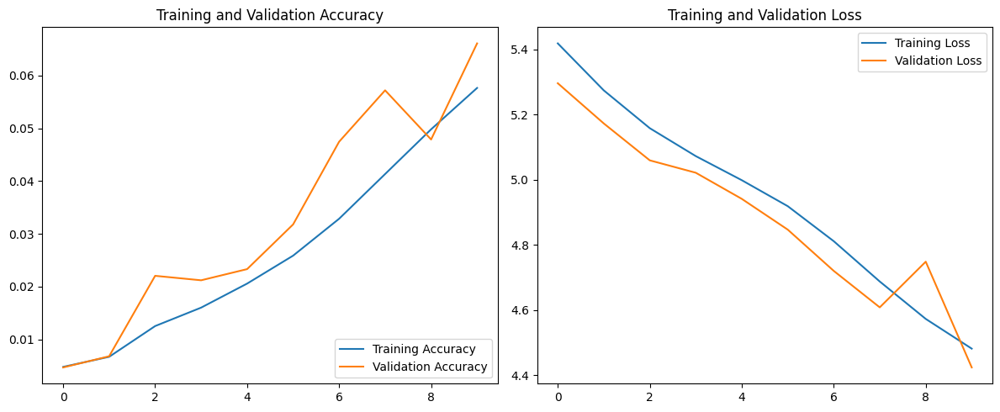 Training and Validation Accuracy
0.06
0.05
0.04
0.03
0.02
0.01
0 2 4 6 8
Training Accuracy
Validation Accuracy
Training and Validation Loss
5.4
5.2
5.0
4.8
4.6
4.4
0 2 4 6 8
Training Loss
Validation Loss